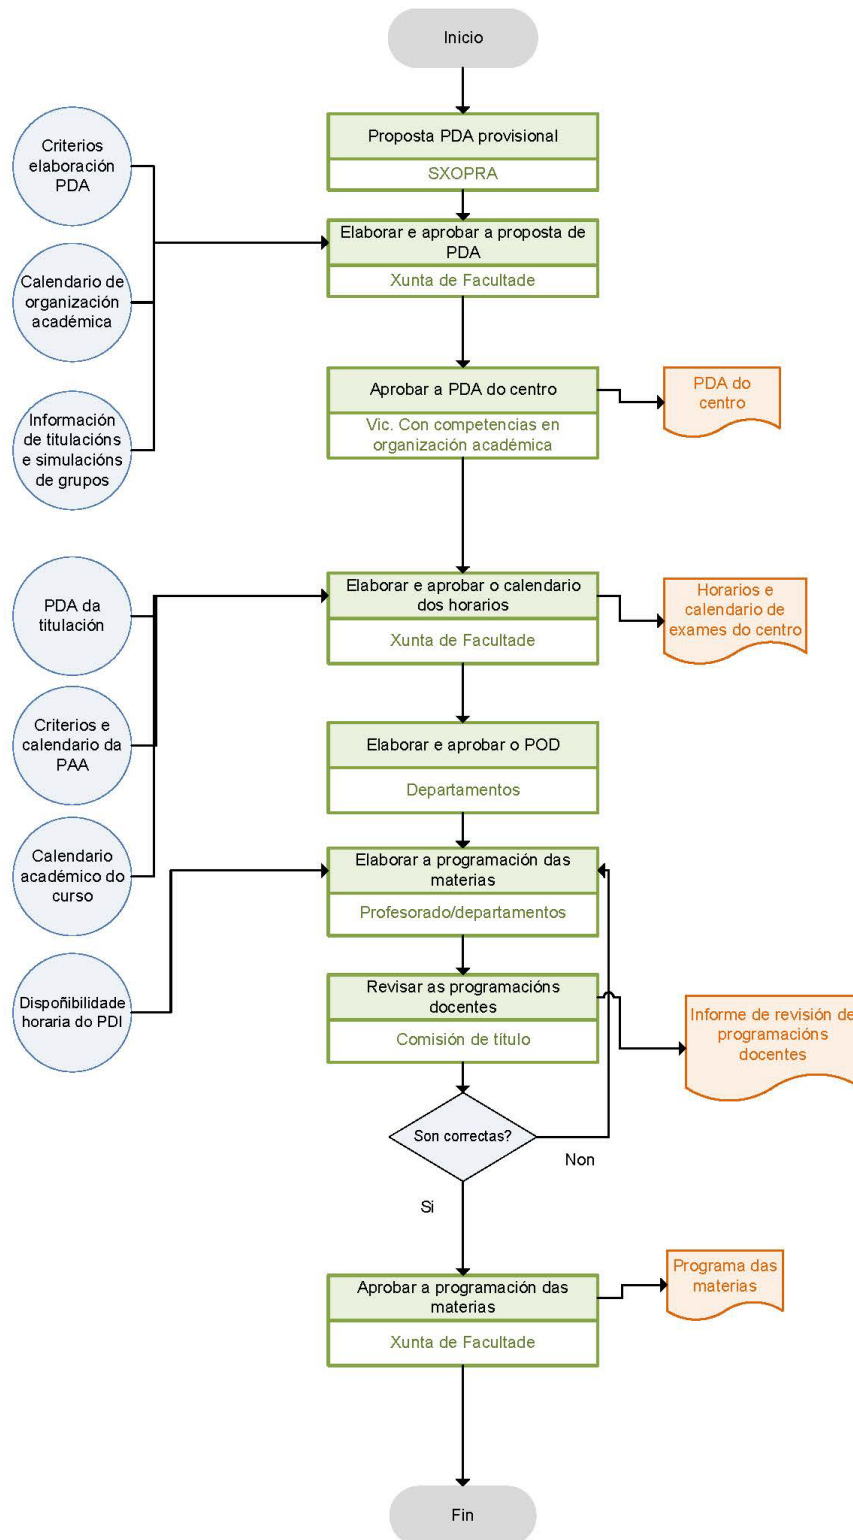 Inicio
Proposta PDA provisional
SXOPRA
Criterios
elaboración
PDA
Elaborar e aprobar a proposta de
PDA
Xunta de Facultade
Calendario de
organización
académica
Aprobar a PDA do centro
Vic. Con competencias en
organización académica
PDA do
centro
Información
de titulacións
e simulacións
de grupos
Elaborar e aprobar o calendario
dos horarios
Xunta de Facultade
Horarios e
calendario de
exames do centro
PDA da
titulación
Criterios e
calendario da
PAA
Elaborar e aprobar o POD
Departamentos
Calendario
académico do
curso
Elaborar a programación das
materias
Profesorado/departamentos
Dispoñibilidade
horaria do PDI
Revisar as programacións
docentes
Comisión de título
Informe de revisión de
programacións
docentes
Son correctas?
Non
Si
Aprobar a programación das
materias
Xunta de Facultade
Programa das
materias
Fin